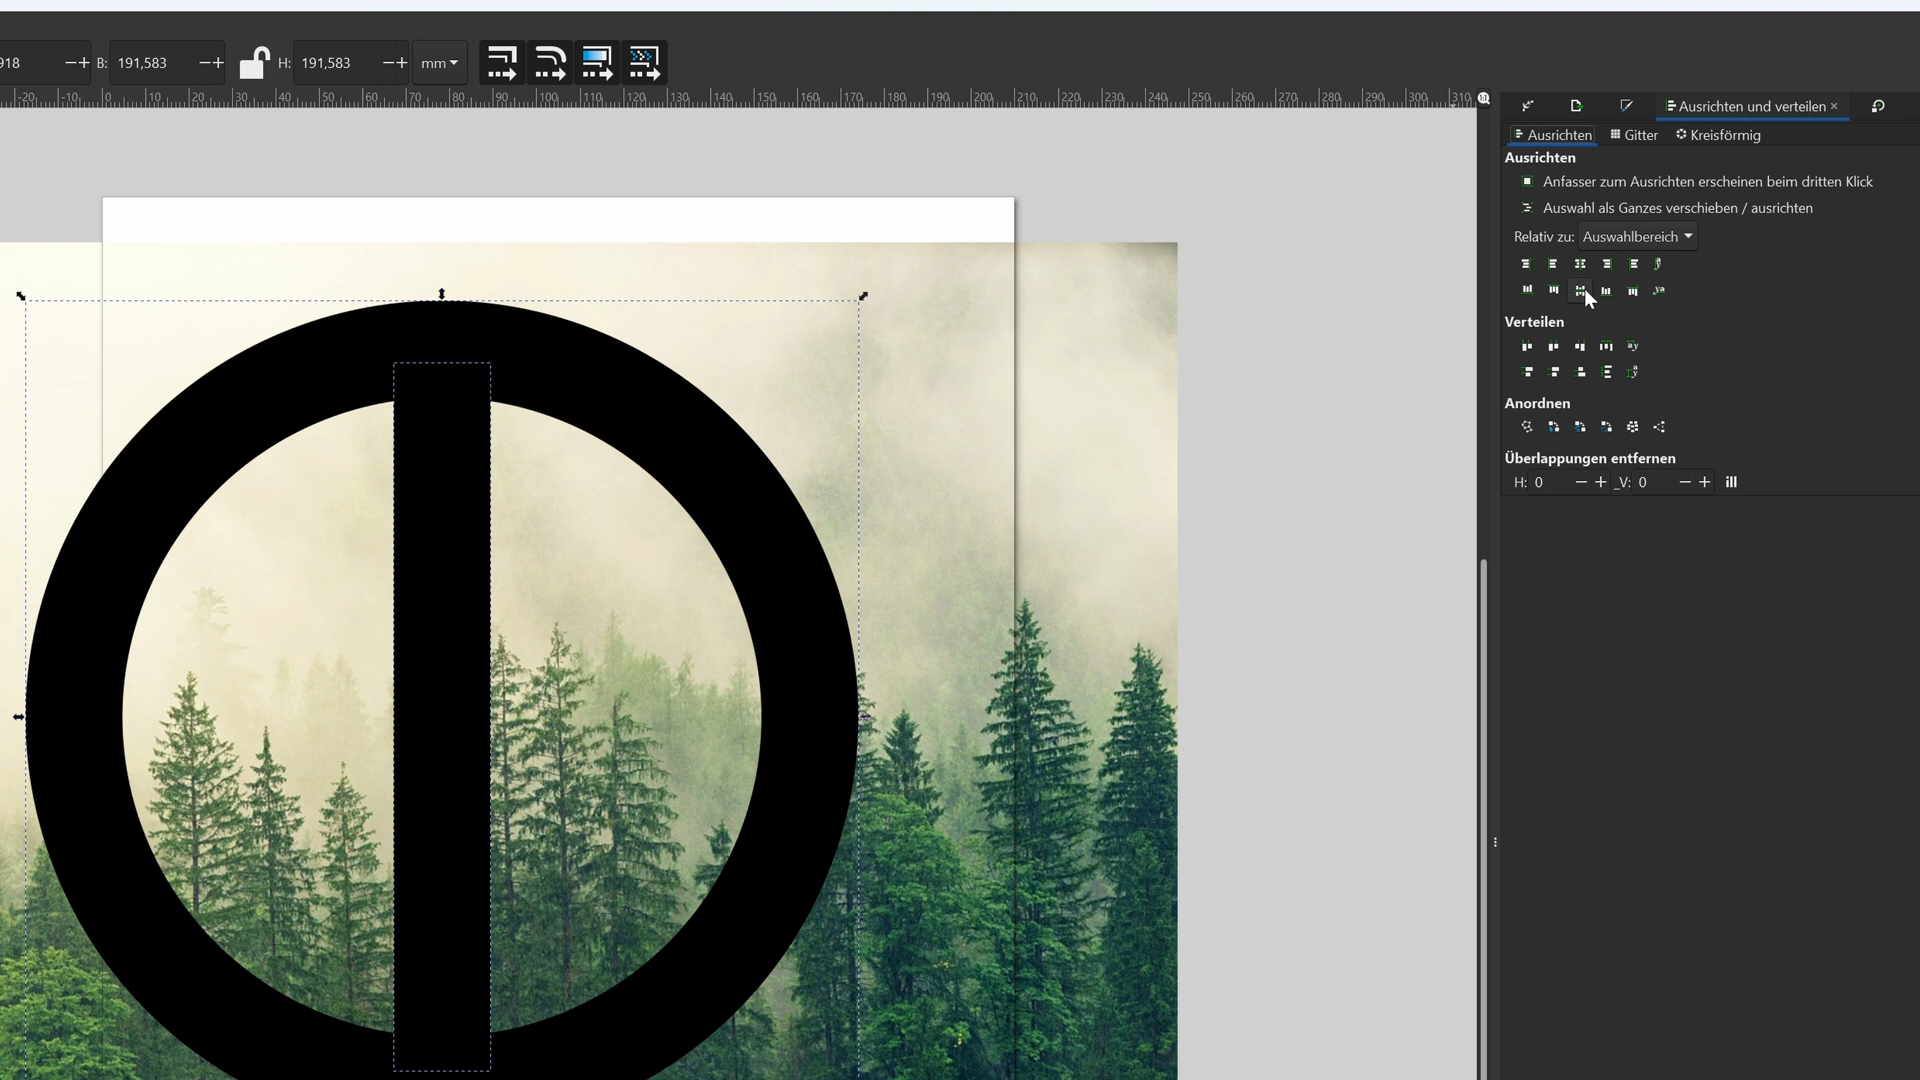 918 B: 191,583 H: 191,583 mm
-20 -10 0 10 20 30 40 50 60 70 80 90 100 110 120 130 140 150 160 170 180 190 200 210 220 230 240 250 260 270 280 290 300 310
Ausrichten und verteilen
Ausrichten Gitter Kreisförmig
Ausrichten
Anfasser zum Ausrichten erscheinen beim dritten Klick
Auswahl als Ganzes verschieben / ausrichten
Relativ zu: Auswahlbereich
Verteilen
Anordnen
Überlappungen entfernen
H: 0 _V: 0